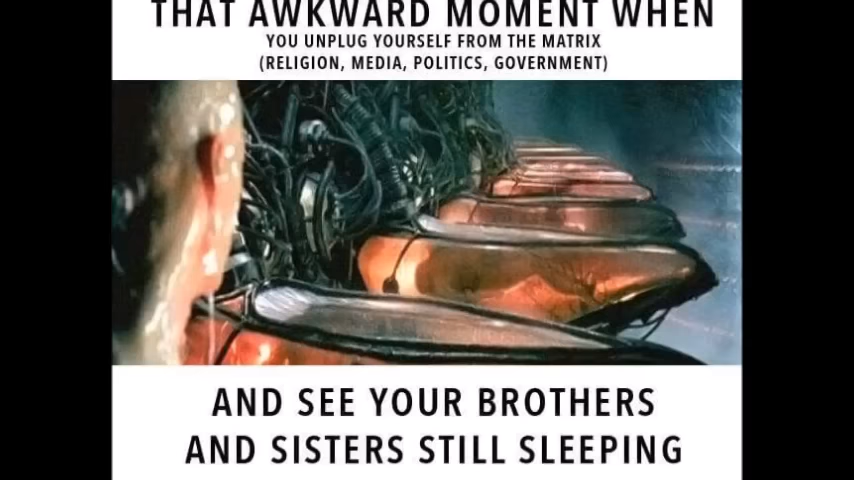 THAT AWKWARD MOMENT WHEN
YOU UNPLUG YOURSELF FROM THE MATRIX
(RELIGION, MEDIA, POLITICS, GOVERNMENT)
AND SEE YOUR BROTHERS
AND SISTERS STILL SLEEPING